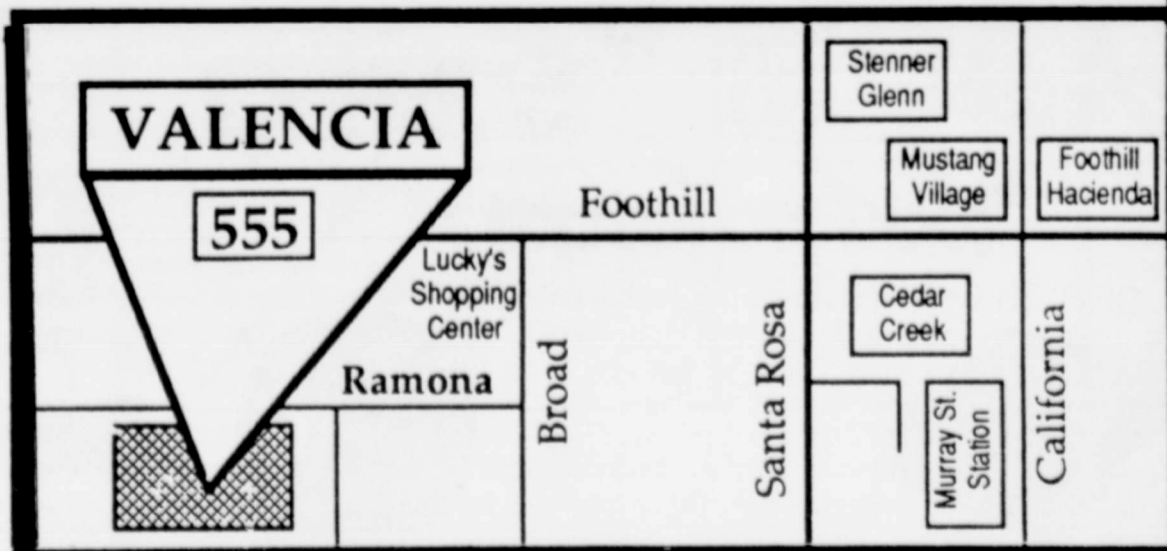 VALENCIA
555
Foothill
Stenner
Glenn
Mustang
Village
Foothill
Hacienda
Lucky's
Shopping
Center
Ramona
Broad
Santa Rosa
Cedar
Creek
Murray St.
Station
California